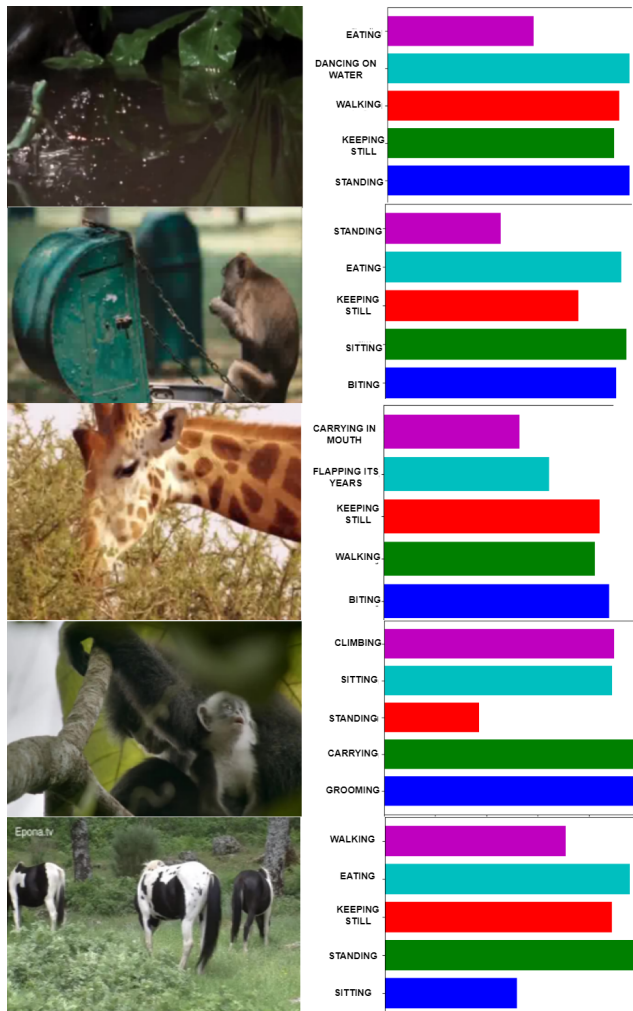 EATING
DANCING ON
WATER
WALKING
KEEPING
STILL
STANDING
STANDING
EATING
KEEPING
STILL
SITTING
BITING
CARRYING IN
MOUTH
FLAPPING ITS
YEARS
KEEPING
STILL
WALKING
BITING
CLIMBING
SITTING
STANDING
CARRYING
GROOMING
Epona.tv
WALKING
EATING
KEEPING
STILL
STANDING
SITTING